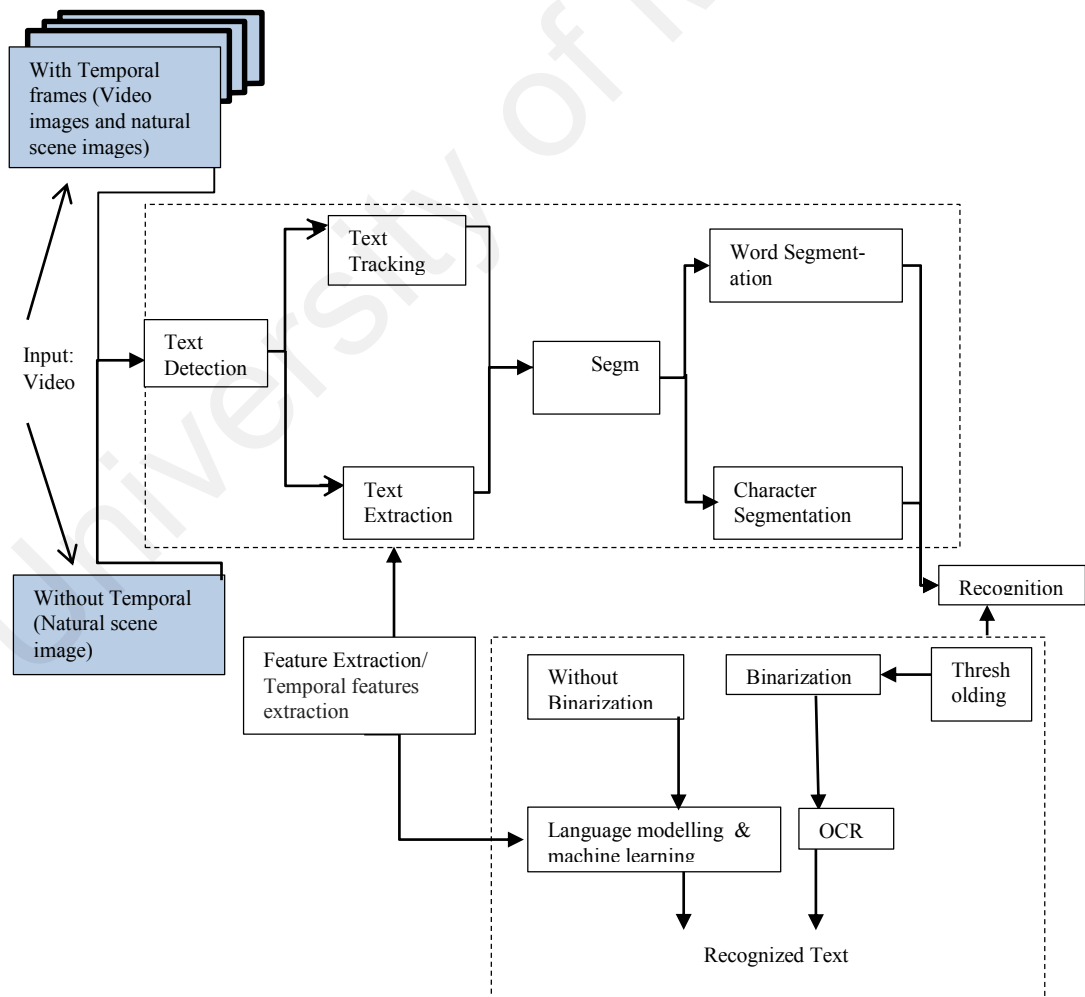 With Temporal
frames (Video
images and natural
scene images)
Text
Tracking
Word Segment-
ation
Input:
Video
Text
Detection
Segm
Text
Extraction
Character
Segmentation
Without Temporal
(Natural scene
image)
Recognition
Feature Extraction/
Temporal features
extraction
Without
Binarization
Binarization
Thresh
olding
Language modelling &
machine learning
OCR
Recognized Text
University of